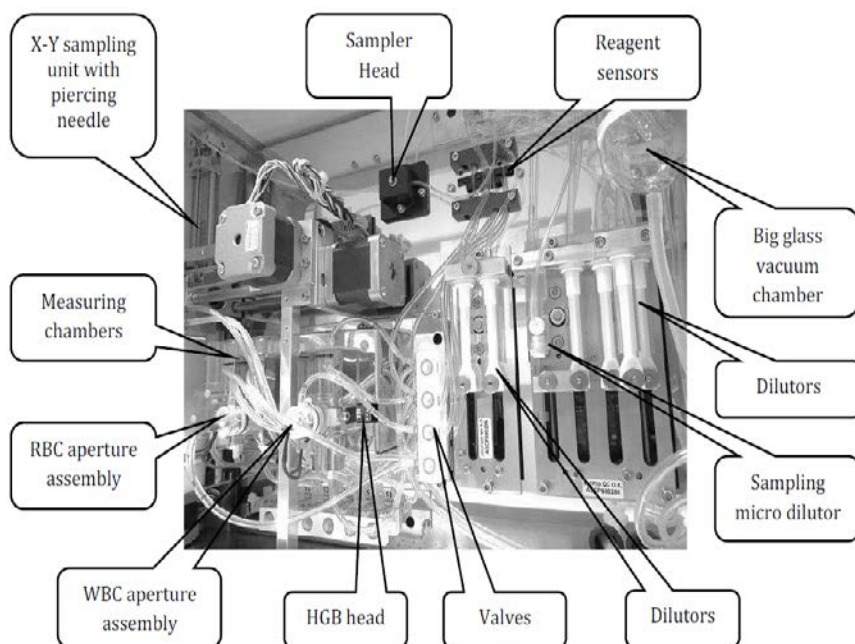 X-Y sampling
unit with
piercing
needle
Sampler
Head
Reagent
sensors
Big glass
vacuum
chamber
Measuring
chambers
Dilutors
RBC aperture
assembly
Sampling
micro dilutor
WBC aperture
assembly
HGB head
Valves
Dilutors